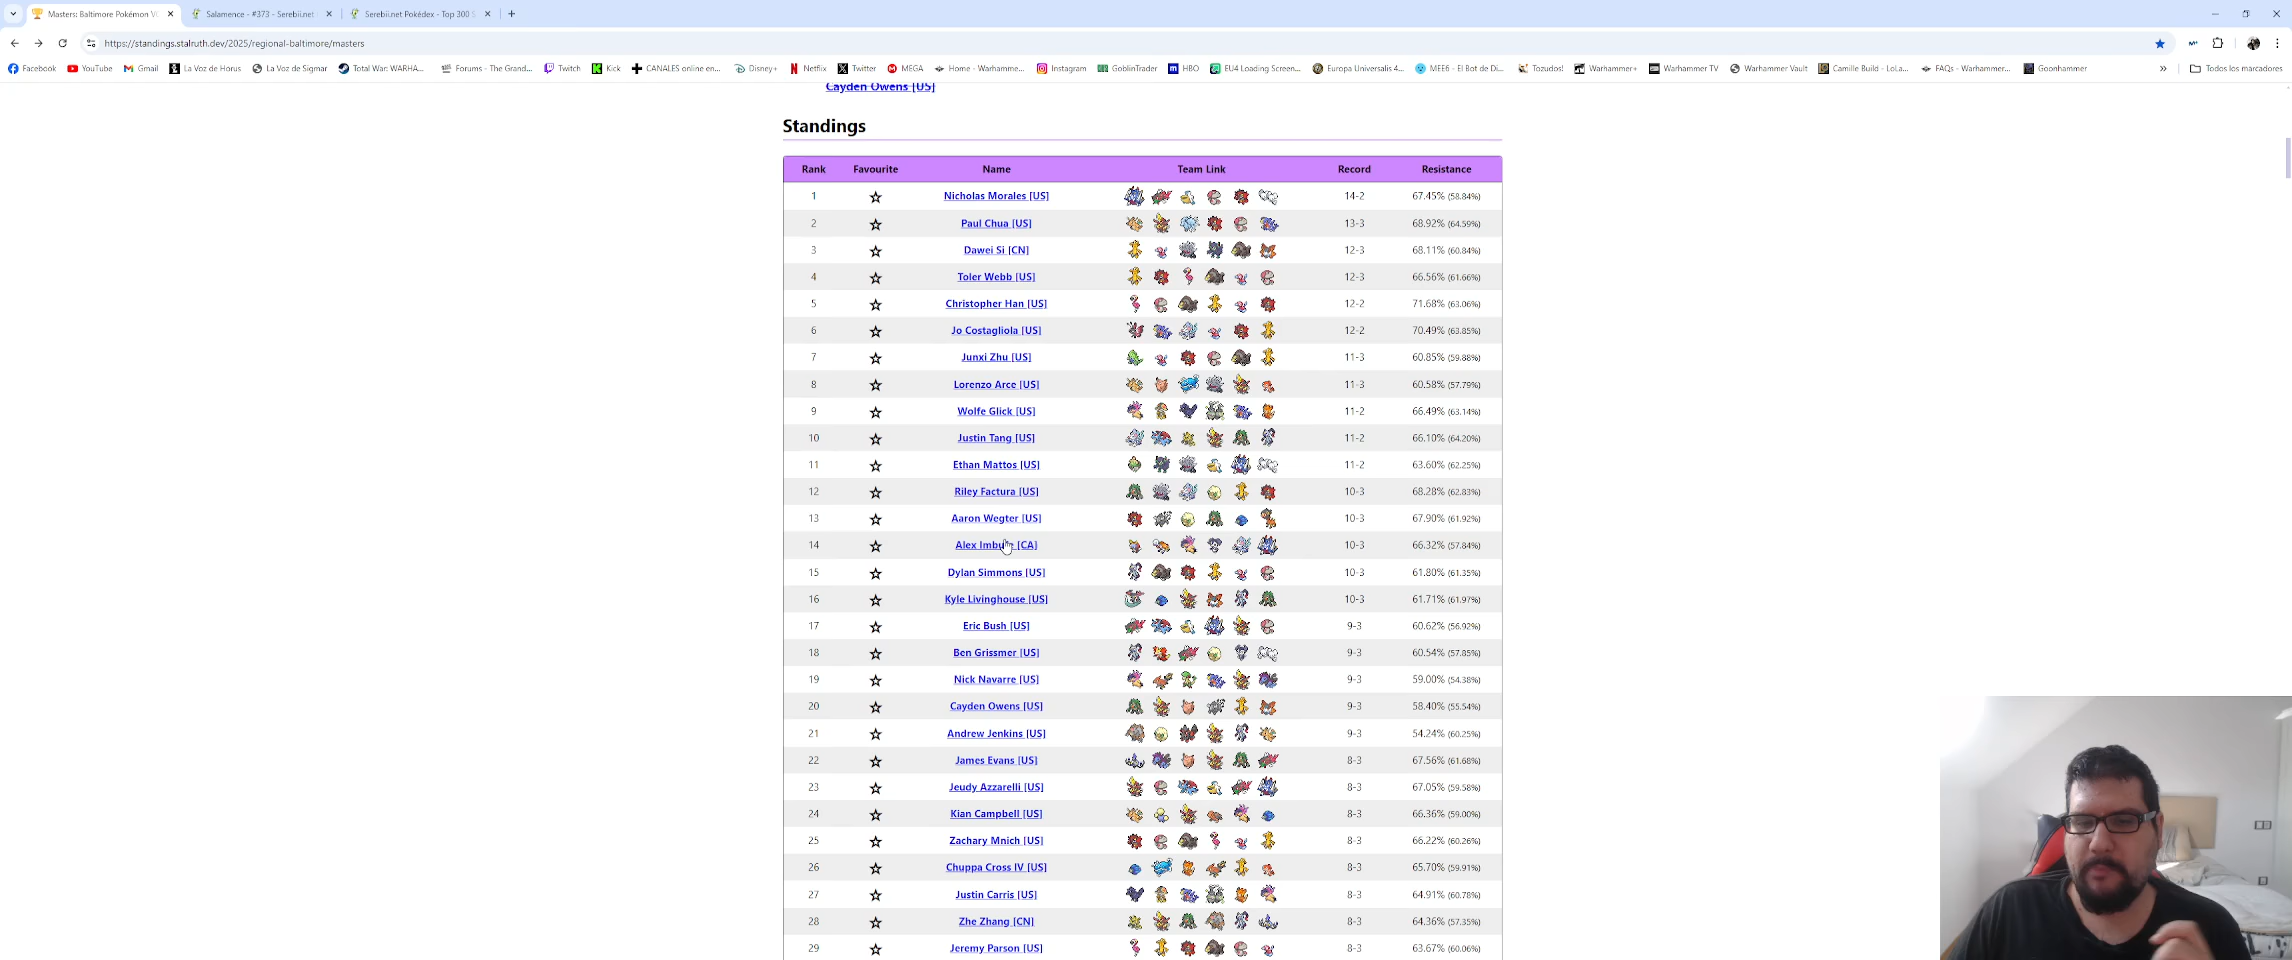 Masters: Baltimore Pokémon V
Salamence - #373 - Serebii.net
Serebii.net Pokédex - Top 300 S
https://standings.stalruth.dev/2025/regional-baltimore/masters
Facebook YouTube Gmail La Voz de Horus La Voz de Sigmar Total War: WARHA... Forums - The Grand... Twitch Kick CANALES online en... Disney+ Netflix Twitter MEGA Home - Warhamme... Instagram GoblinTrader HBO EU4 Loading Screen... Europa Universalis 4... MEE6 - El Bot de Di... Tozudos! Warhammer+ Warhammer TV Warhammer Vault Camille Build - LoLa... FAQs - Warhammer... Goonhammer » Todos los marcadores
Cayden Owens [US]
Standings
Rank Favourite Name Team Link Record Resistance
1 Nicholas Morales [US] 14-2 67.45% (58.84%)
2 Paul Chua [US] 13-3 68.92% (64.59%)
3 Dawei Si [CN] 12-3 68.11% (60.84%)
4 Toler Webb [US] 12-3 66.56% (61.66%)
5 Christopher Han [US] 12-2 71.68% (63.06%)
6 Jo Costagliola [US] 12-2 70.49% (63.85%)
7 Junxi Zhu [US] 11-3 60.85% (59.88%)
8 Lorenzo Arce [US] 11-3 60.58% (57.79%)
9 Wolfe Glick [US] 11-2 66.49% (63.14%)
10 Justin Tang [US] 11-2 66.10% (64.20%)
11 Ethan Mattos [US] 11-2 63.60% (62.25%)
12 Riley Factura [US] 10-3 68.28% (62.83%)
13 Aaron Wegter [US] 10-3 67.90% (61.92%)
14 Alex [CA] 10-3 66.32% (57.84%)
15 Dylan Simmons [US] 10-3 61.80% (61.35%)
16 Kyle Livinghouse [US] 10-3 61.71% (61.97%)
17 Eric Bush [US] 9-3 60.62% (56.92%)
18 Ben Grissmer [US] 9-3 60.54% (57.85%)
19 Nick Navarre [US] 9-3 59.00% (54.38%)
20 Cayden Owens [US] 9-3 58.40% (55.54%)
21 Andrew Jenkins [US] 9-3 54.24% (60.25%)
22 James Evans [US] 8-3 67.56% (61.68%)
23 Jeudy Azzarelli [US] 8-3 67.05% (59.58%)
24 Kian Campbell [US] 8-3 66.36% (59.00%)
25 Zachary Mnich [US] 8-3 66.22% (60.26%)
26 Chuppa Cross IV [US] 8-3 65.70% (59.91%)
27 Justin Carris [US] 8-3 64.91% (60.78%)
28 Zhe Zhang [CN] 8-3 64.36% (57.35%)
29 Jeremy Parson [US] 8-3 63.67% (60.06%)